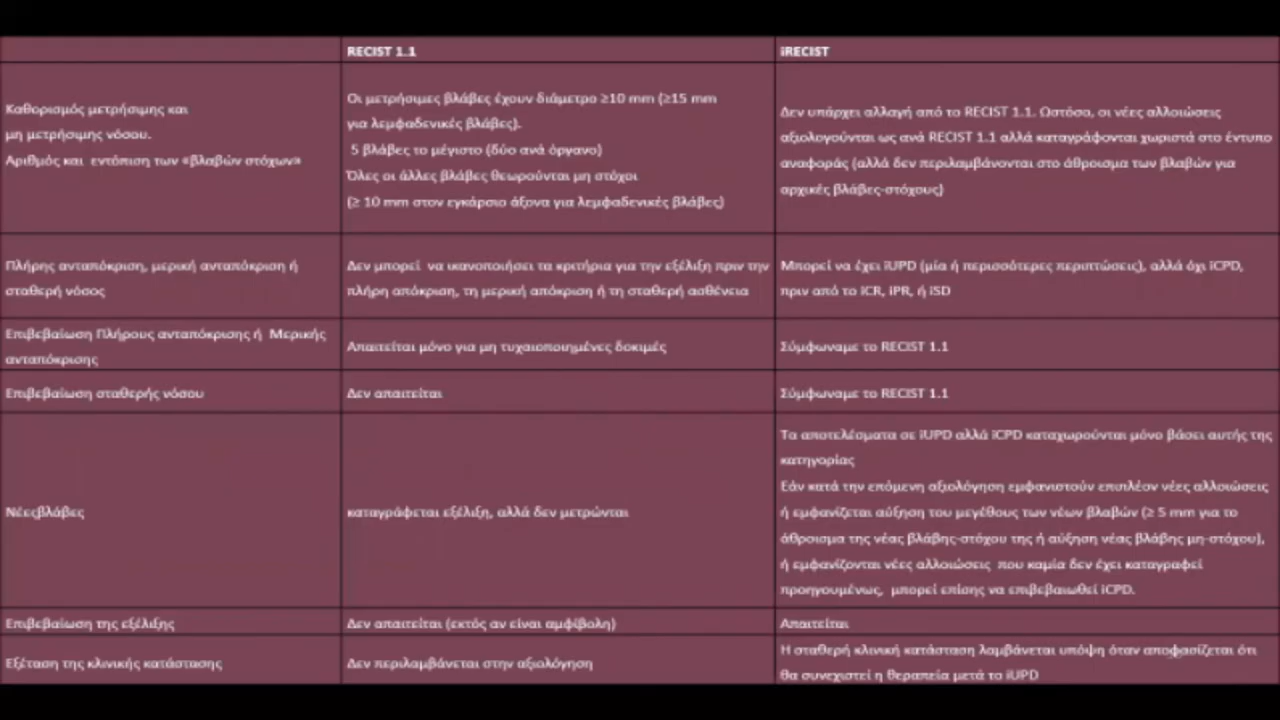 RECIST 1.1
iRECIST
Καθορισμός μετρήσιμης και
μη μετρήσιμης νόσου.
Αριθμός και εντόπιση των «βλαβών στόχων»
Οι μετρήσιμες βλάβες έχουν διάμετρο ≥10 mm (≥15 mm
για λεμφαδενικές βλάβες).
5 βλάβες το μέγιστο (δύο ανά όργανο)
Όλες οι άλλες βλάβες θεωρούνται μη στόχοι
(≥ 10 mm στον εγκάρσιο άξονα για λεμφαδενικές βλάβες)
Δεν υπάρχει αλλαγή από το RECIST 1.1. Ωστόσο, οι νέες αλλοιώσεις
αξιολογούνται ως ανά RECIST 1.1 αλλά καταγράφονται χωριστά στο έντυπο
αναφοράς (αλλά δεν περιλαμβάνονται στο άθροισμα των βλαβών για
αρχικές βλάβες-στόχους)
Πλήρης ανταπόκριση, μερική ανταπόκριση ή
σταθερή νόσος
Δεν μπορεί να ικανοποιήσει τα κριτήρια για την εξέλιξη πριν την
πλήρη απόκριση, τη μερική απόκριση ή τη σταθερή ασθένεια
Μπορεί να έχει iUPD (μία ή περισσότερες περιπτώσεις), αλλά όχι iCPD,
πριν από το iCR, iPR, ή iSD
Επιβεβαίωση Πλήρους ανταπόκρισης ή Μερικής
ανταπόκρισης
Απαιτείται μόνο για μη τυχαιοποιημένες δοκιμές
Σύμφωναμε το RECIST 1.1
Επιβεβαίωση σταθερής νόσου
Δεν απαιτείται
Σύμφωναμε το RECIST 1.1
Νέεςβλάβες
καταγράφεται εξέλιξη, αλλά δεν μετρώνται
Τα αποτελέσματα σε iUPD αλλά iCPD καταχωρούνται μόνο βάσει αυτής της
κατηγορίας
Εάν κατά την επόμενη αξιολόγηση εμφανιστούν επιπλέον νέες αλλοιώσεις
ή εμφανίζεται αύξηση του μεγέθους των νέων βλαβών (≥ 5 mm για το
άθροισμα της νέας βλάβης-στόχου της ή αύξηση νέας βλάβης μη-στόχου),
ή εμφανίζονται νέες αλλοιώσεις που καμία δεν έχει καταγραφεί
προηγουμένως, μπορεί επίσης να επιβεβαιωθεί iCPD.
Επιβεβαίωση της εξέλιξης
Δεν απαιτείται (εκτός αν είναι αμφίβολη)
Απαιτείται
Εξέταση της κλινικής κατάστασης
Δεν περιλαμβάνεται στην αξιολόγηση
Η σταθερή κλινική κατάσταση λαμβάνεται υπόψη όταν αποφασίζεται ότι
θα συνεχιστεί η θεραπεία μετά το iUPD